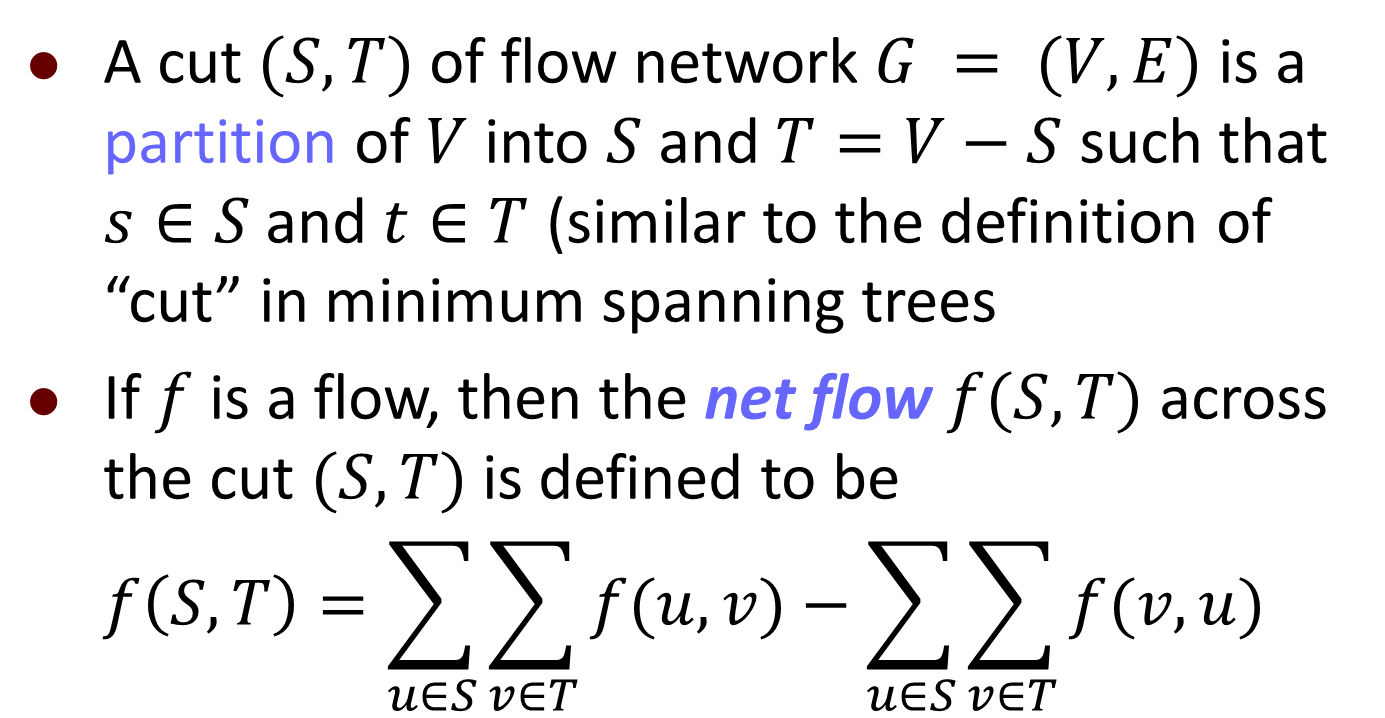 • A cut (S, T) of flow network G = (V, E) is a
partition of V into S and T = V − S such that
s ∈ S and t ∈ T (similar to the definition of
“cut” in minimum spanning trees
• If f is a flow, then the net flow f(S, T) across
the cut (S, T) is defined to be
f(S, T) = ∑ ∑ f(u, v) − ∑ ∑ f(v, u)
u∈S v∈T u∈S v∈T